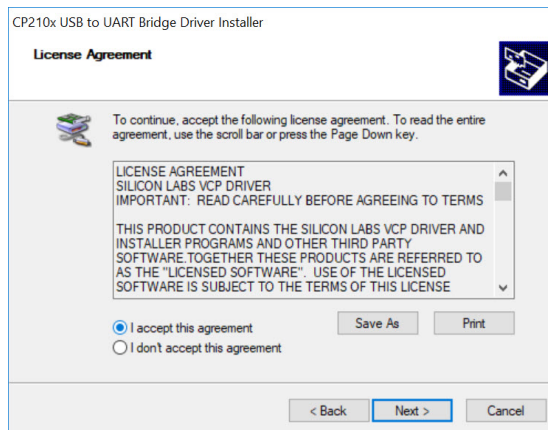 CP210x USB to UART Bridge Driver Installer
License Agreement
To continue, accept the following license agreement. To read the entire
agreement, use the scroll bar or press the Page Down key.
LICENSE AGREEMENT
SILICON LABS VCP DRIVER
IMPORTANT:  READ CAREFULLY BEFORE AGREEING TO TERMS
THIS PRODUCT CONTAINS THE SILICON LABS VCP DRIVER AND
INSTALLER PROGRAMS AND OTHER THIRD PARTY
SOFTWARE.TOGETHER THESE PRODUCTS ARE REFERRED TO
AS THE "LICENSED SOFTWARE".  USE OF THE LICENSED
SOFTWARE IS SUBJECT TO THE TERMS OF THIS LICENSE
I accept this agreement
Save As
Print
I don't accept this agreement
< Back
Next >
Cancel